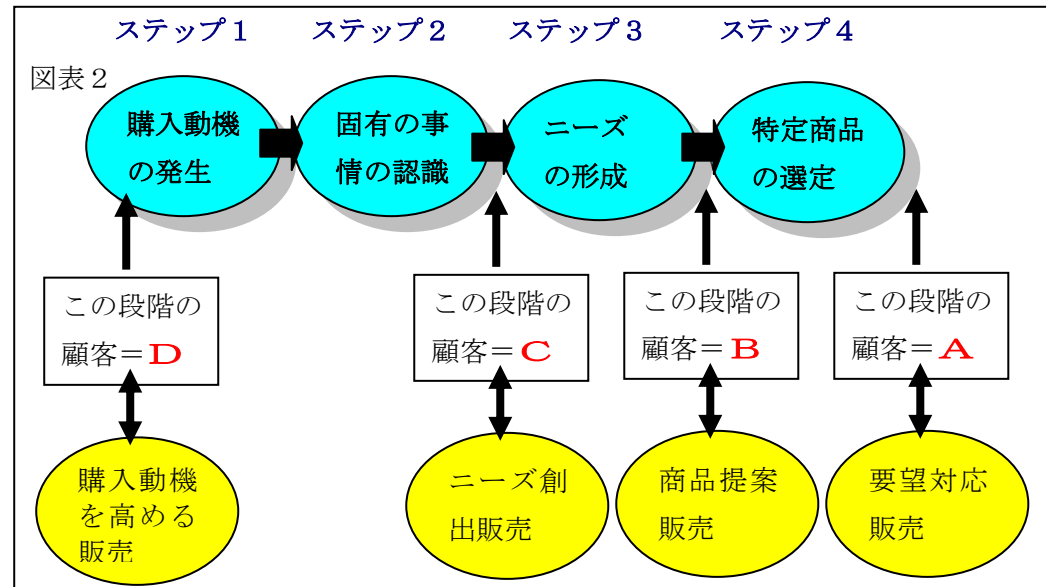 ステップ1 ステップ2 ステップ3 ステップ4
図表2
購入動機
の発生
固有の事
情の認識
ニーズ
の形成
特定商品
の選定
この段階の
顧客=D
この段階の
顧客=C
この段階の
顧客=B
この段階の
顧客=A
購入動機
を高める
販売
ニーズ創
出販売
商品提案
販売
要望対応
販売